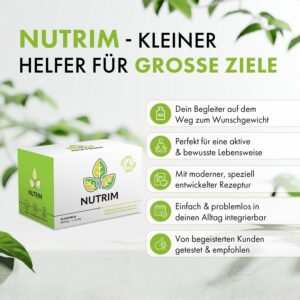 NUTRIM - KLEINER
HELFER FÜR GROSSE ZIELE
Dein Begleiter auf dem
Weg zum Wunschgewicht
Perfekt für eine aktive
& bewusste Lebensweise
Mit moderner, speziell
entwickelter Rezeptur
Einfach & problemlos in
deinen Alltag integrierbar
Von begeisterten Kunden
getestet & empfohlen
NUTRIM